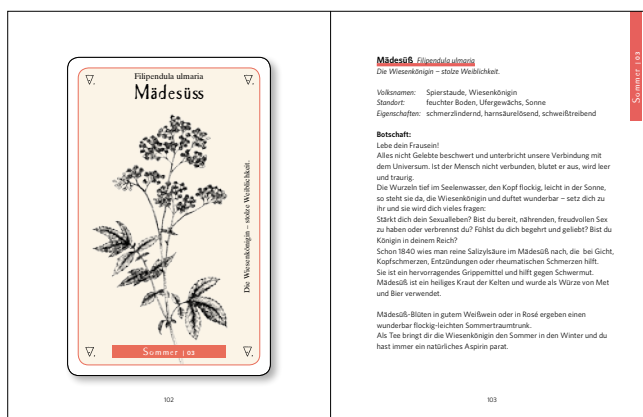 Filipendula ulmaria
Mädesüss
Die Wiesenkönigin – stolze Weiblichkeit.
Sommer | 03
102
Mädesüß Filipendula ulmaria
Die Wiesenkönigin – stolze Weiblichkeit.
Volksnamen: Spierstaude, Wiesenkönigin
Standort: feuchter Boden, Ufergewächs, Sonne
Eigenschaften: schmerzlindernd, harnsäurelösend, schweißtreibend
Botschaft:
Lebe dein Frausein!
Alles nicht Gelebte beschwert und unterbricht unsere Verbindung mit
dem Universum. Ist der Mensch nicht verbunden, blutet er aus, wird leer
und traurig.
Die Wurzeln tief im Seelenwasser, den Kopf flockig, leicht in der Sonne,
so steht sie da, die Wiesenkönigin und duftet wunderbar – setz dich zu
ihr und sie wird dich vieles fragen:
Stärkt dich dein Sexualleben? Bist du bereit, nährenden, freudvollen Sex
zu haben oder verbrennst du? Fühlst du dich begehrt und geliebt? Bist du
Königin in deinem Reich?
Schon 1840 wies man reine Salizylsäure im Mädesüß nach, die bei Gicht,
Kopfschmerzen, Entzündungen oder rheumatischen Schmerzen hilft.
Sie ist ein hervorragendes Grippemittel und hilft gegen Schwermut.
Mädesüß ist ein heiliges Kraut der Kelten und wurde als Würze von Met
und Bier verwendet.
Mädesüß-Blüten in gutem Weißwein oder in Rosé ergeben einen
wunderbar flockig-leichten Sommertraumtrunk.
Als Tee bringt dir die Wiesenkönigin den Sommer in den Winter und du
hast immer ein natürliches Aspirin parat.
103
Sommer | 03